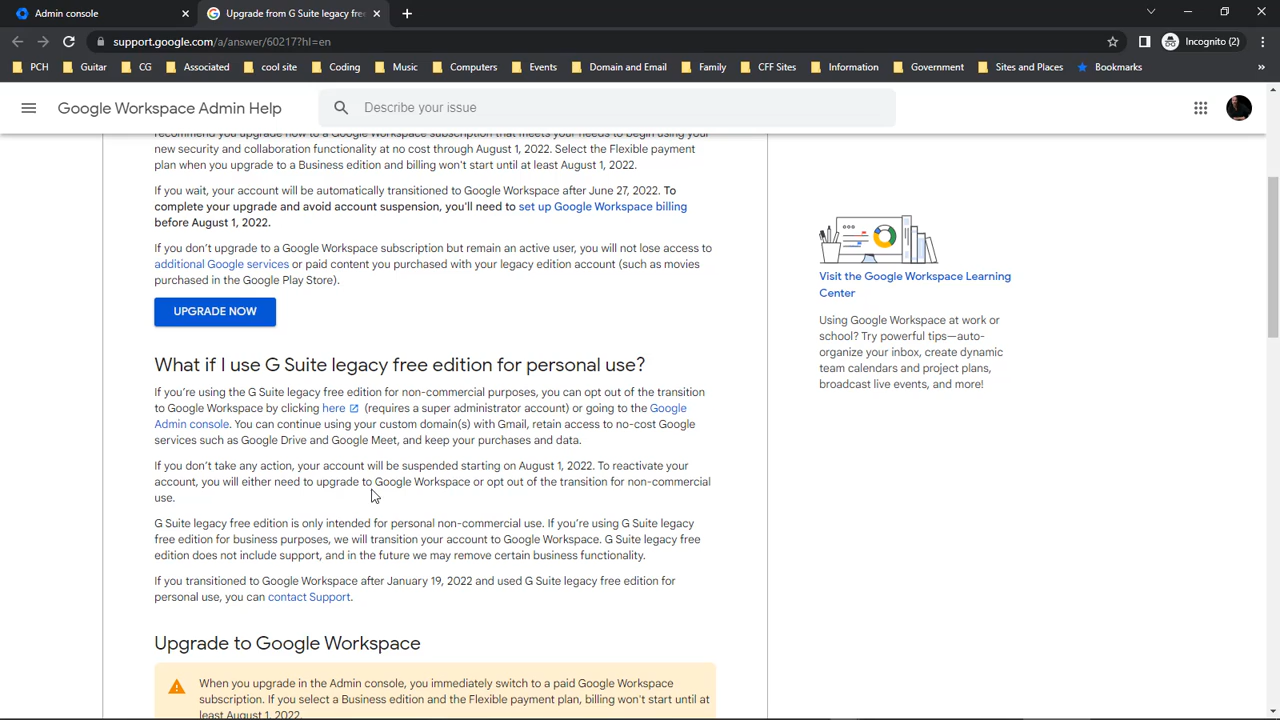 Admin console
Upgrade from G Suite legacy fre
support.google.com/a/answer/60217?hl=en
Incognito (2)
PCH Guitar CG Associated cool site Coding Music Computers Events Domain and Email Family CFF Sites Information Government Sites and Places Bookmarks »
Google Workspace Admin Help
Describe your issue
recommend you upgrade now to a Google Workspace subscription that meets your needs to begin using your
new security and collaboration functionality at no cost through August 1, 2022. Select the Flexible payment
plan when you upgrade to a Business edition and billing won't start until at least August 1, 2022.
If you wait, your account will be automatically transitioned to Google Workspace after June 27, 2022. To
complete your upgrade and avoid account suspension, you'll need to set up Google Workspace billing
before August 1, 2022.
If you don't upgrade to a Google Workspace subscription but remain an active user, you will not lose access to
additional Google services or paid content you purchased with your legacy edition account (such as movies
purchased in the Google Play Store).
UPGRADE NOW
What if I use G Suite legacy free edition for personal use?
If you're using the G Suite legacy free edition for non-commercial purposes, you can opt out of the transition
to Google Workspace by clicking here (requires a super administrator account) or going to the Google
Admin console. You can continue using your custom domain(s) with Gmail, retain access to no-cost Google
services such as Google Drive and Google Meet, and keep your purchases and data.
If you don't take any action, your account will be suspended starting on August 1, 2022. To reactivate your
account, you will either need to upgrade to Google Workspace or opt out of the transition for non-commercial
use.
G Suite legacy free edition is only intended for personal non-commercial use. If you're using G Suite legacy
free edition for business purposes, we will transition your account to Google Workspace. G Suite legacy free
edition does not include support, and in the future we may remove certain business functionality.
If you transitioned to Google Workspace after January 19, 2022 and used G Suite legacy free edition for
personal use, you can contact Support.
Upgrade to Google Workspace
When you upgrade in the Admin console, you immediately switch to a paid Google Workspace
subscription. If you select a Business edition and the Flexible payment plan, billing won't start until at
least August 1, 2022.
Visit the Google Workspace Learning
Center
Using Google Workspace at work or
school? Try powerful tips—auto-
organize your inbox, create dynamic
team calendars and project plans,
broadcast live events, and more!